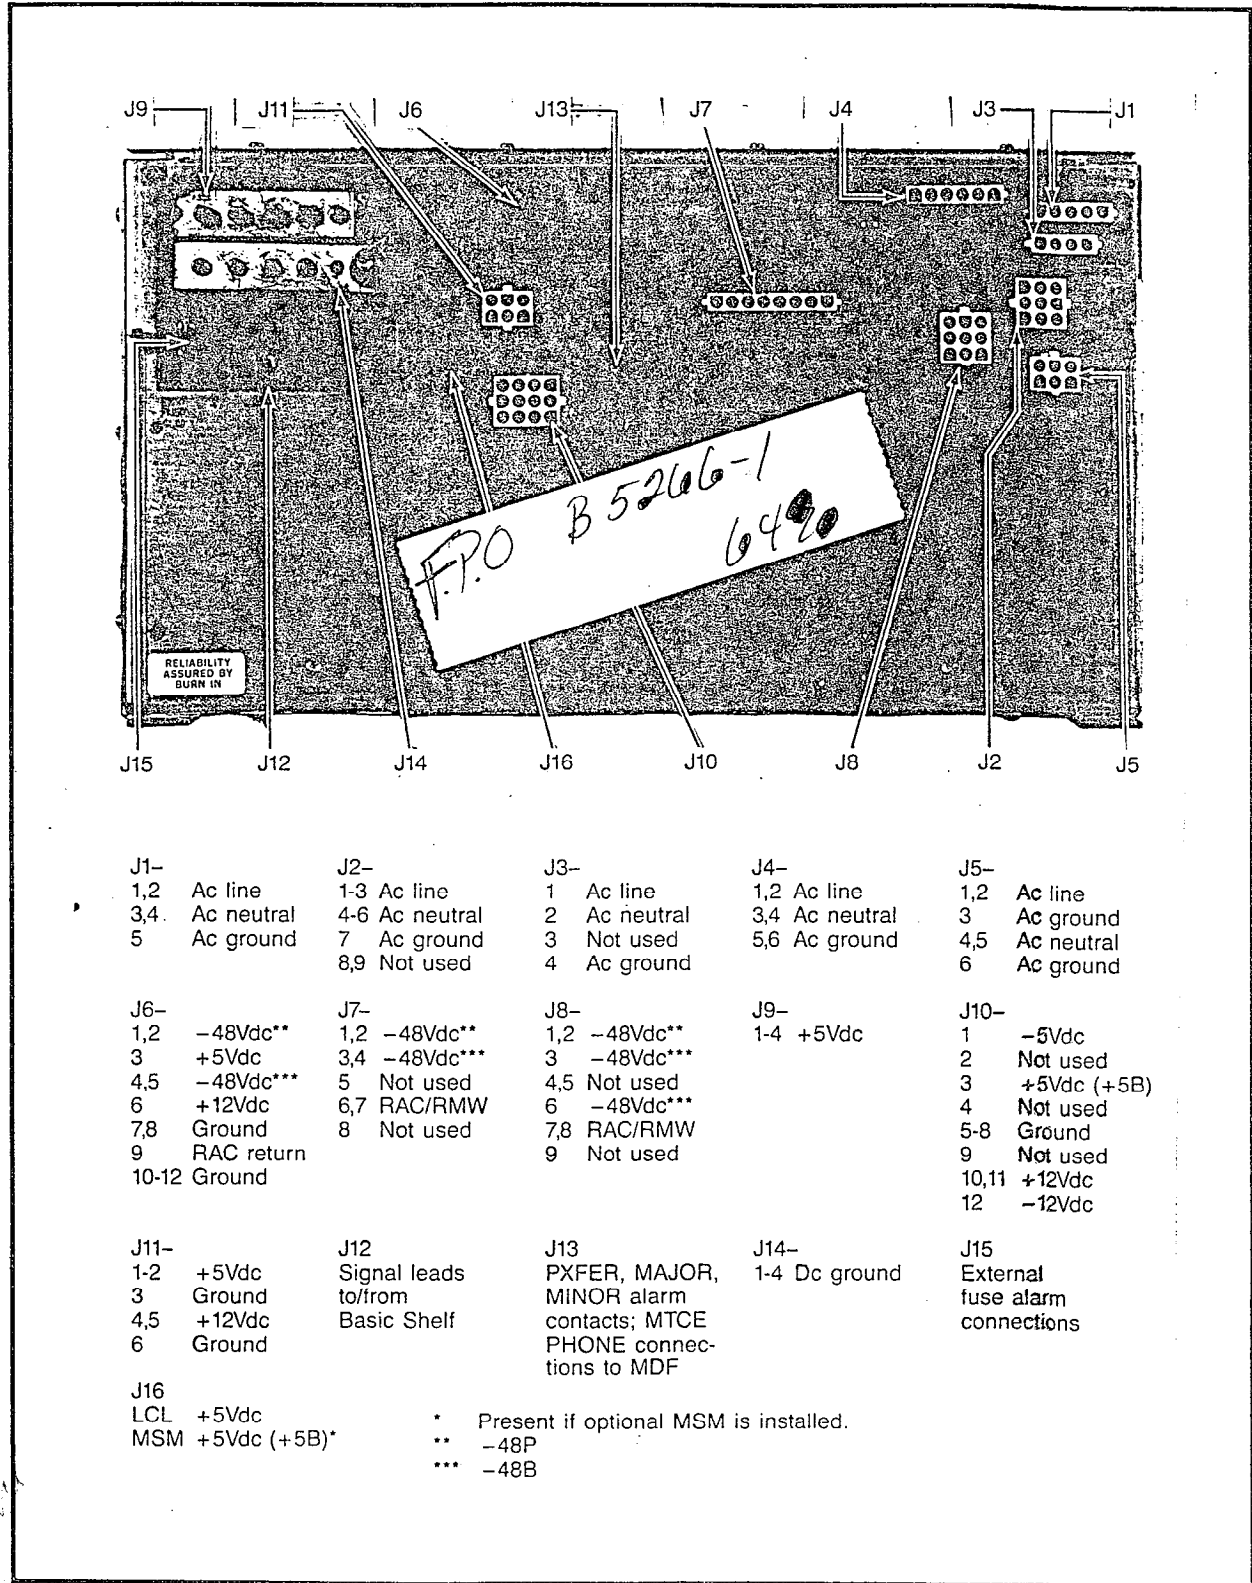 J9 J11 J6 J13 J7 J4 J3 J1
F.P.O B 5266-1
RELIABILITY
ASSURED BY
BURN IN
J15 J12 J14 J16 J10 J8 J2 J5
J1–
1,2 Ac line
3,4 Ac neutral
5 Ac ground
J2–
1-3 Ac line
4-6 Ac neutral
7 Ac ground
8,9 Not used
J3–
1 Ac line
2 Ac neutral
3 Not used
4 Ac ground
J4–
1,2 Ac line
3,4 Ac neutral
5,6 Ac ground
J5–
1,2 Ac line
3 Ac ground
4,5 Ac neutral
6 Ac ground
J6–
1,2 –48Vdc**
3 +5Vdc
4,5 –48Vdc***
6 +12Vdc
7,8 Ground
9 RAC return
10-12 Ground
J7–
1,2 –48Vdc**
3,4 –48Vdc***
5 Not used
6,7 RAC/RMW
8 Not used
J8–
1,2 –48Vdc**
3 –48Vdc***
4,5 Not used
6 –48Vdc***
7,8 RAC/RMW
9 Not used
J9–
1-4 +5Vdc
J10–
1 –5Vdc
2 Not used
3 +5Vdc (+5B)
4 Not used
5-8 Ground
9 Not used
10,11 +12Vdc
12 –12Vdc
J11–
1-2 +5Vdc
3 Ground
4,5 +12Vdc
6 Ground
J12
Signal leads
to/from
Basic Shelf
J13
PXFER, MAJOR,
MINOR alarm
contacts; MTCE
PHONE connec-
tions to MDF
J14–
1-4 Dc ground
J15
External
fuse alarm
connections
J16
LCL +5Vdc
MSM +5Vdc (+5B)*
* Present if optional MSM is installed.
** –48P
*** –48B